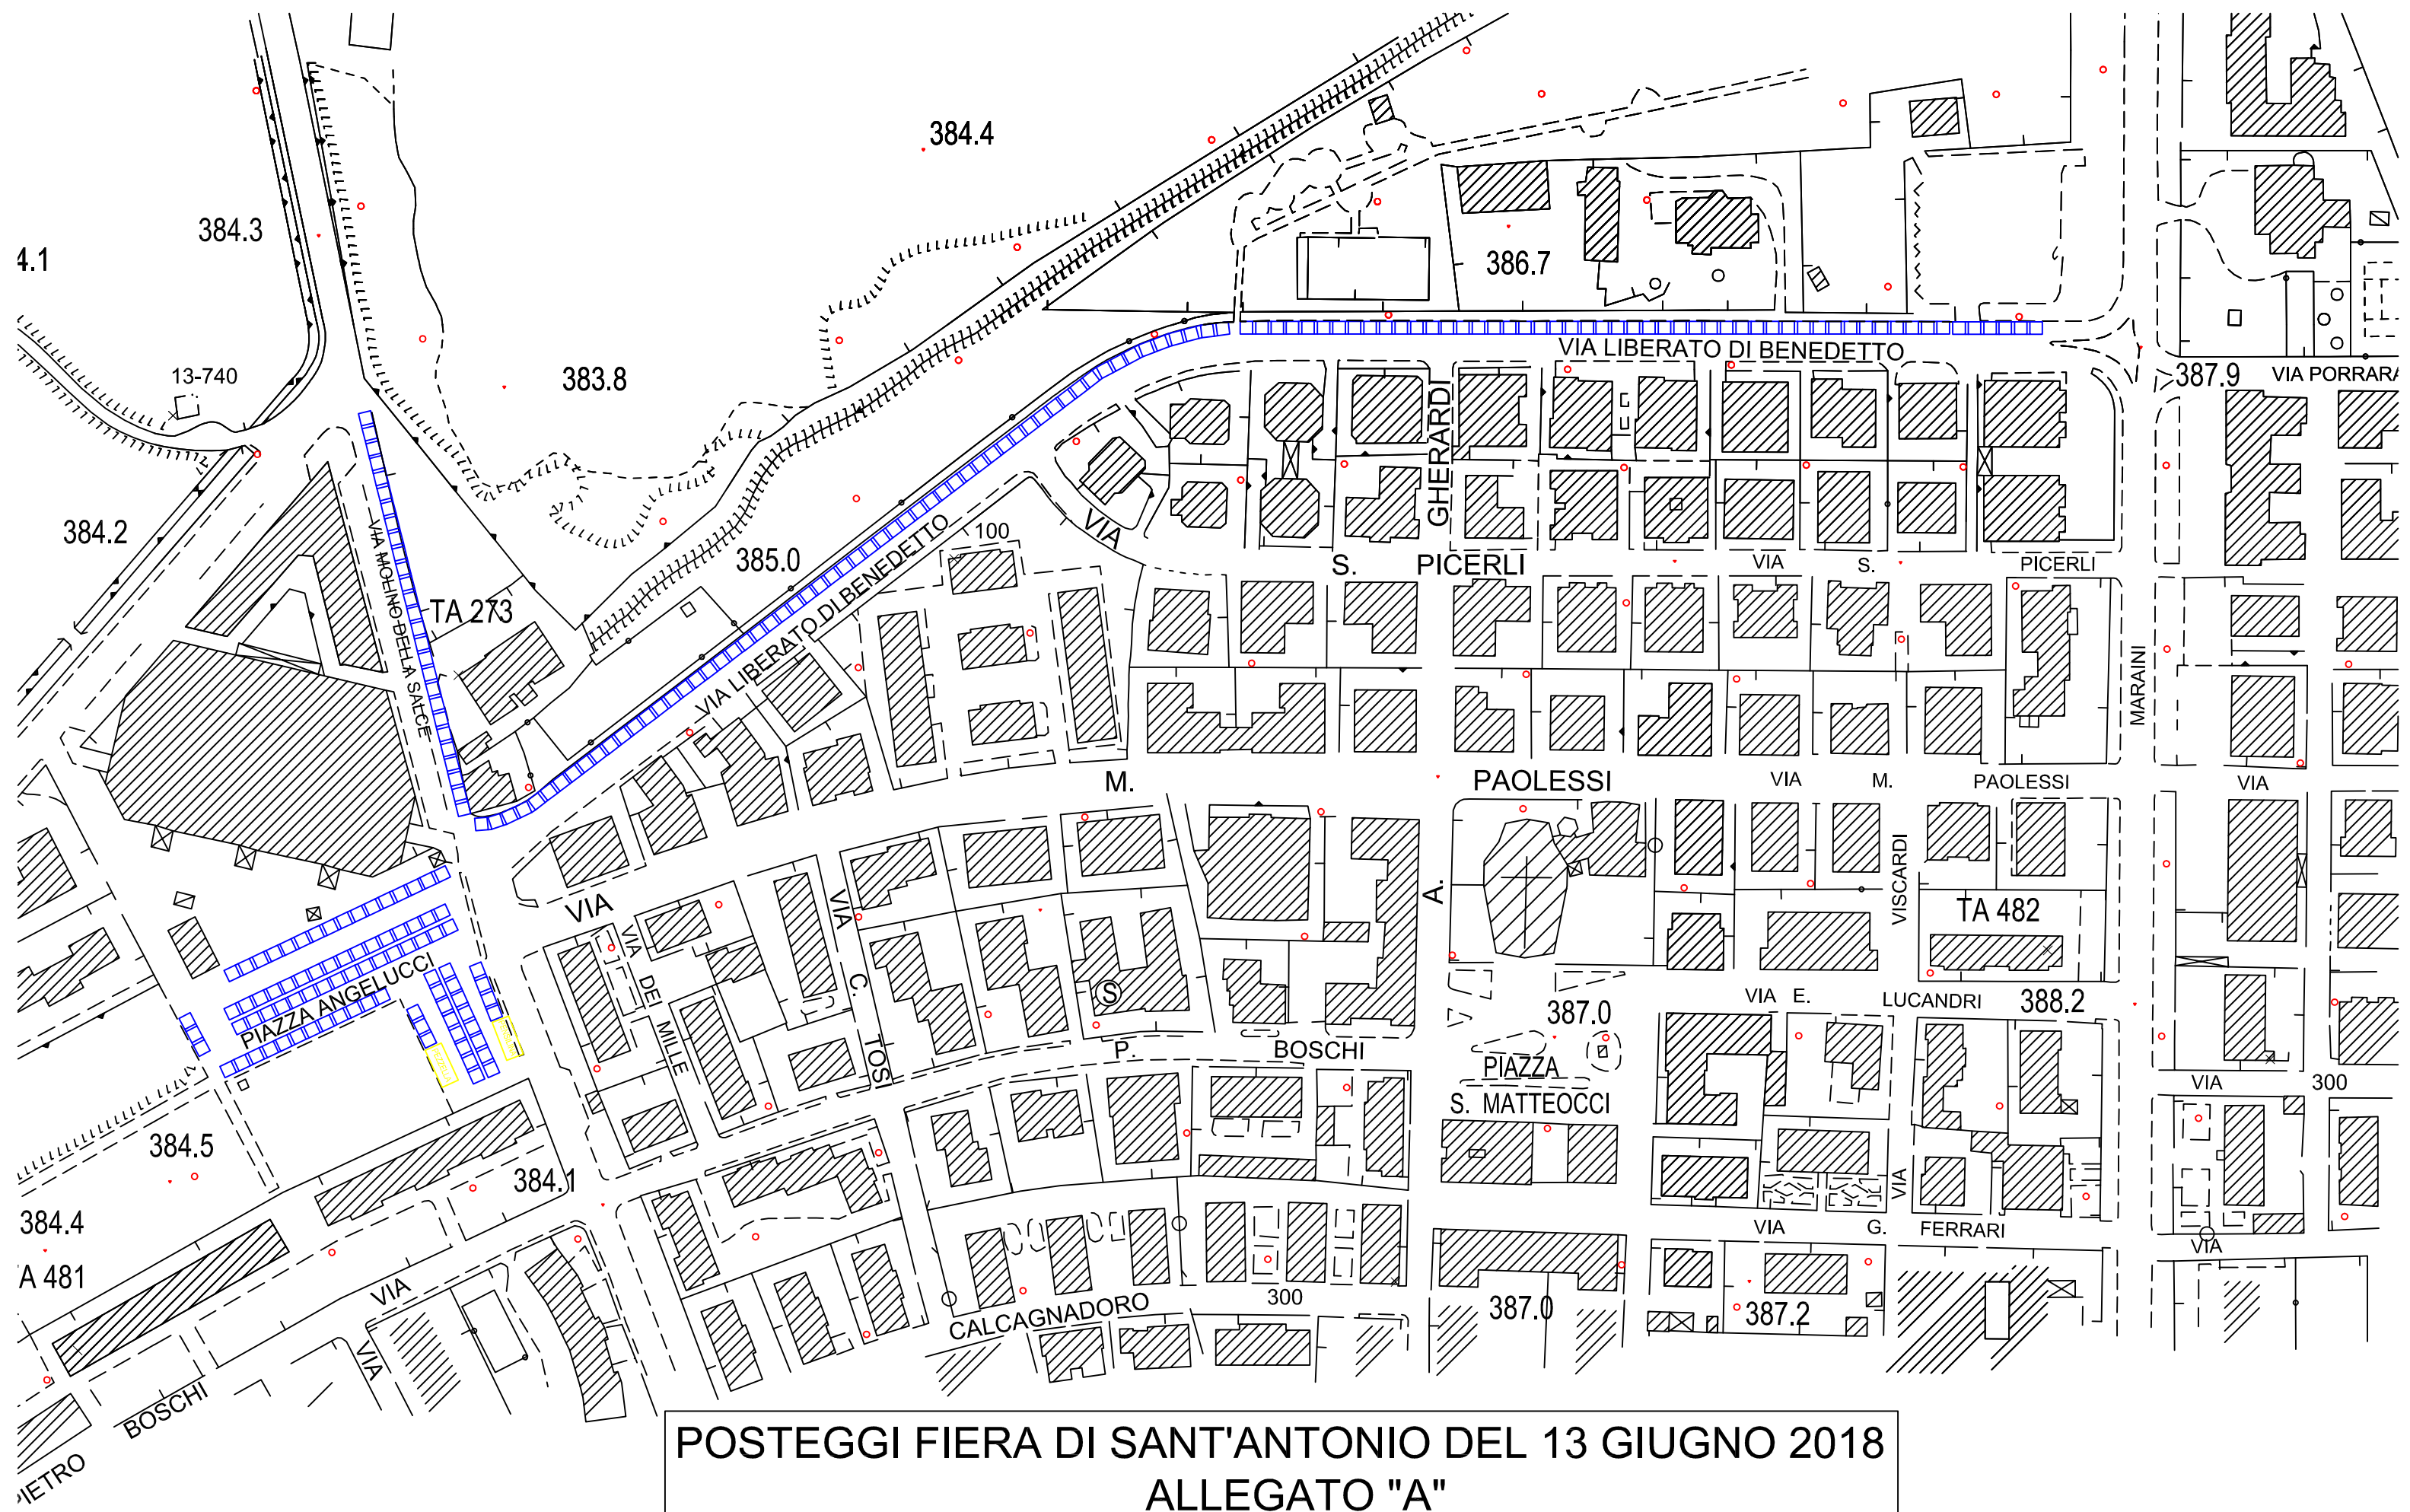 384.4
384.3
4.1
386.7
VIA LIBERATO DI BENEDETTO
387.9
VIA PORRARA
13-740
383.8
GHERARDI
384.2
VIA MOLINO DELLA SALCE
385.0
100
VIA
S. PICERLI
VIA S. PICERLI
TA 273
VIA LIBERATO DI BENEDETTO
MARAINI
M. PAOLESSI
VIA M. PAOLESSI
VIA
VIA
VIA C. TOSI
A.
VISCARDI
TA 482
VIA DEI MILLE
PIAZZA ANGELUCCI
S
VIA E. LUCANDRI
388.2
387.0
P. BOSCHI
PIAZZA
S. MATTEOCCI
VIA
300
384.5
384.1
VIA
384.4
VIA G. FERRARI
VIA
A 481
VIA
CALCAGNADORO
300
387.0
387.2
VIA
BOSCHI
PIETRO
POSTEGGI FIERA DI SANT'ANTONIO DEL 13 GIUGNO 2018
ALLEGATO "A"